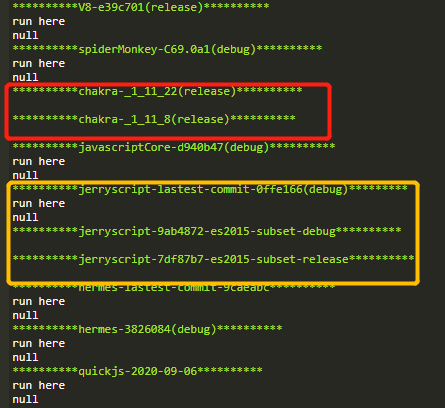 **********V8-e39c701(release)**********
run here
null
**********spiderMonkey-C69.0a1(debug)**********
run here
null
**********chakra-_1_11_22(release)**********
**********chakra-_1_11_8(release)**********
**********javascriptCore-d940b47(debug)**********
run here
null
**********jerryscript-lastest-commit-0ffe166(debug)*********
run here
null
**********jerryscript-9ab4872-es2015-subset-debug**********
**********jerryscript-7df87b7-es2015-subset-release**********
**********hermes-lastest-commit-9caeabc**********
run here
null
**********hermes-3826084(debug)**********
run here
null
**********quickjs-2020-09-06**********
run here
null